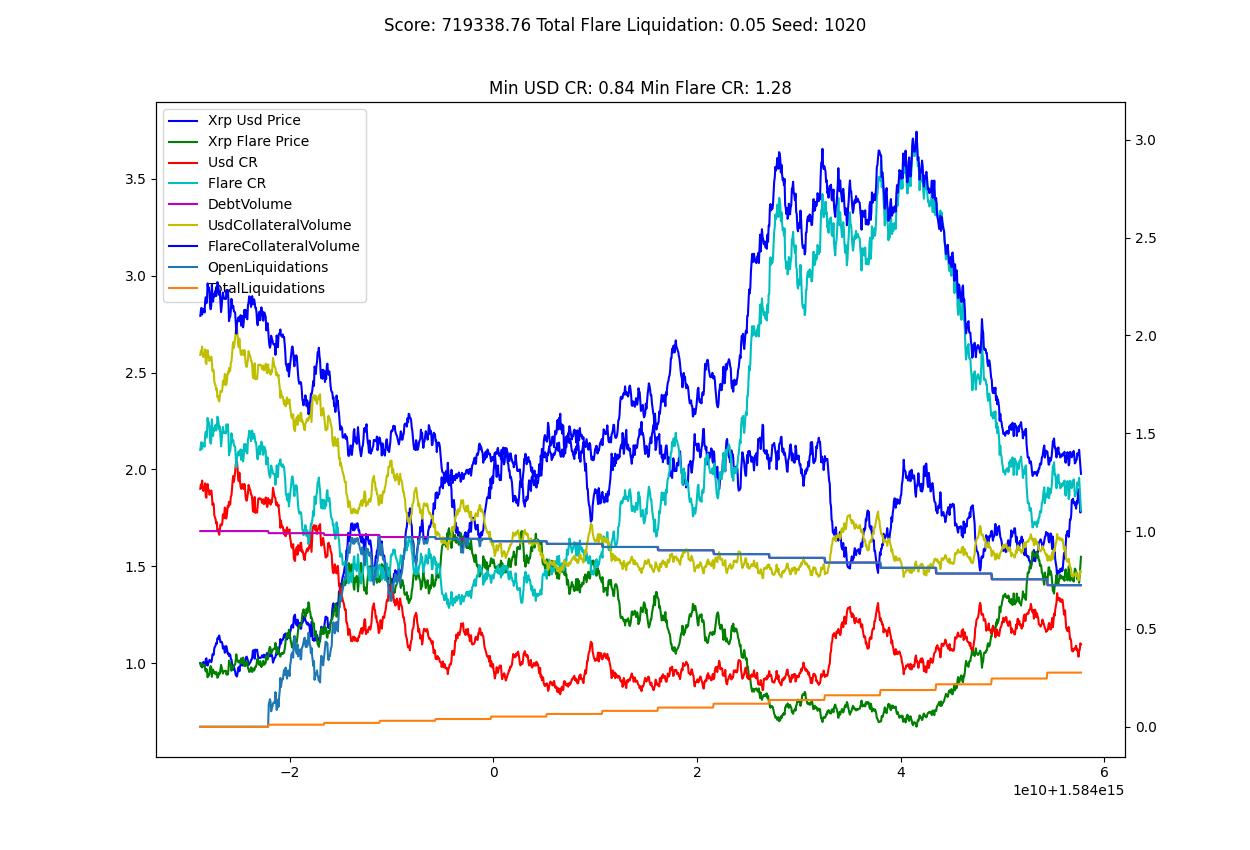 Score: 719338.76 Total Flare Liquidation: 0.05 Seed: 1020
Min USD CR: 0.84 Min Flare CR: 1.28
Xrp Usd Price
Xrp Flare Price
Usd CR
Flare CR
DebtVolume
UsdCollateralVolume
FlareCollateralVolume
OpenLiquidations
TotalLiquidations
3.5
3.0
2.5
2.0
1.5
1.0
3.0
2.5
2.0
1.5
1.0
0.5
0.0
−2
0
2
4
6
1e10+1.584e15